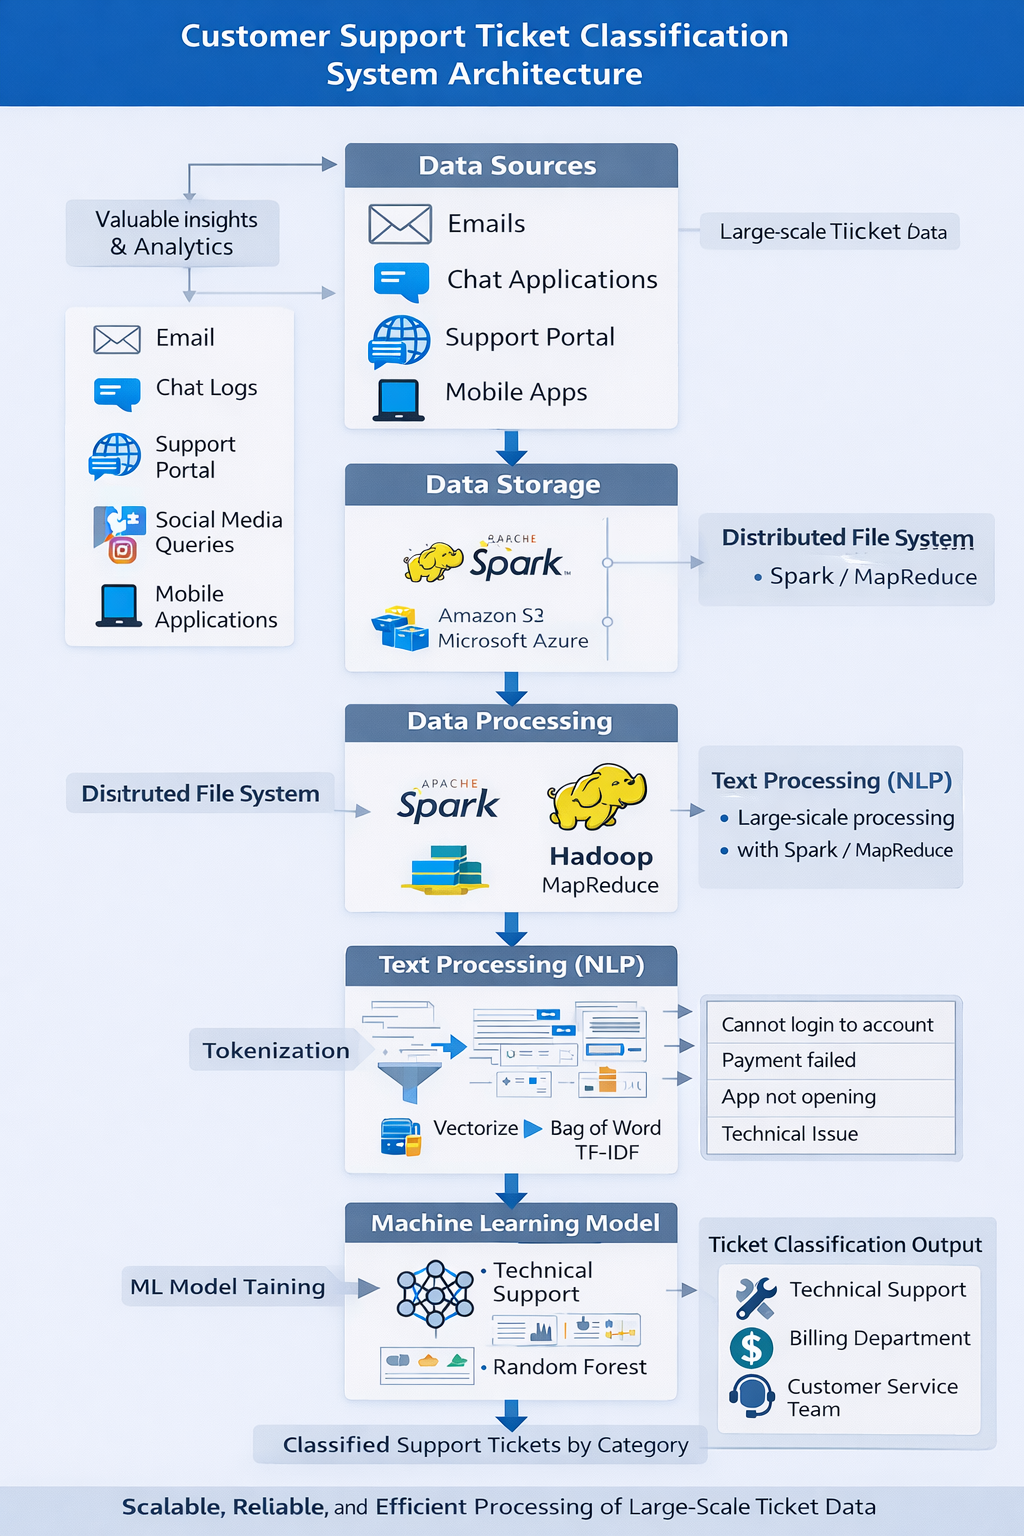 Customer Support Ticket Classification
System Architecture
Data Sources
Emails
Chat Applications
Support Portal
Mobile Apps
Valuable insights
& Analytics
Large-scale Tiicket Data
Email
Chat Logs
Support
Portal
Social Media
Queries
Mobile
Applications
Data Storage
Spark
Amazon S3
Microsoft Azure
Distributed File System
• Spark / MapReduce
Data Processing
Distruted File System
APACHE
Spark
Hadoop
MapReduce
Text Processing (NLP)
• Large-sicale processing
• with Spark / MapReduce
Text Processing (NLP)
Tokenization
Vectorize
Bag of Word
TF-IDF
Cannot login to account
Payment failed
App not opening
Technical Issue
Machine Learning Model
ML Model Taining
• Technical
Support
• Random Forest
Ticket Classification Output
Technical Support
Billing Department
Customer Service
Team
Classified Support Tickets by Category
Scalable, Reliable, and Efficient Processing of Large-Scale Ticket Data